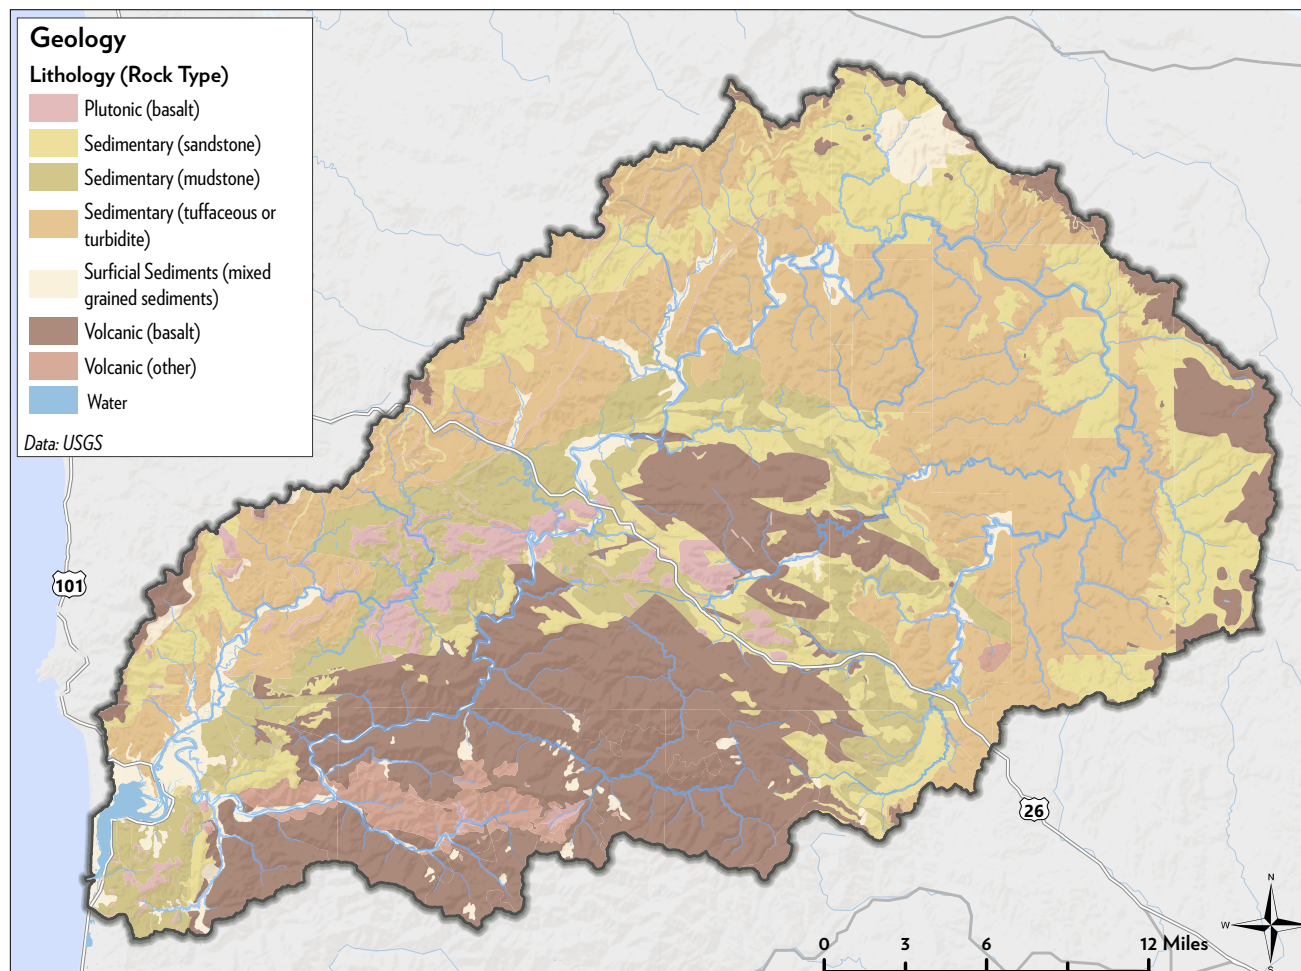 Geology
Lithology (Rock Type)
Plutonic (basalt)
Sedimentary (sandstone)
Sedimentary (mudstone)
Sedimentary (tuffaceous or
turbidite)
Surficial Sediments (mixed
grained sediments)
Volcanic (basalt)
Volcanic (other)
Water
Data: USGS
101
26
N
W
S
0 3 6 12 Miles